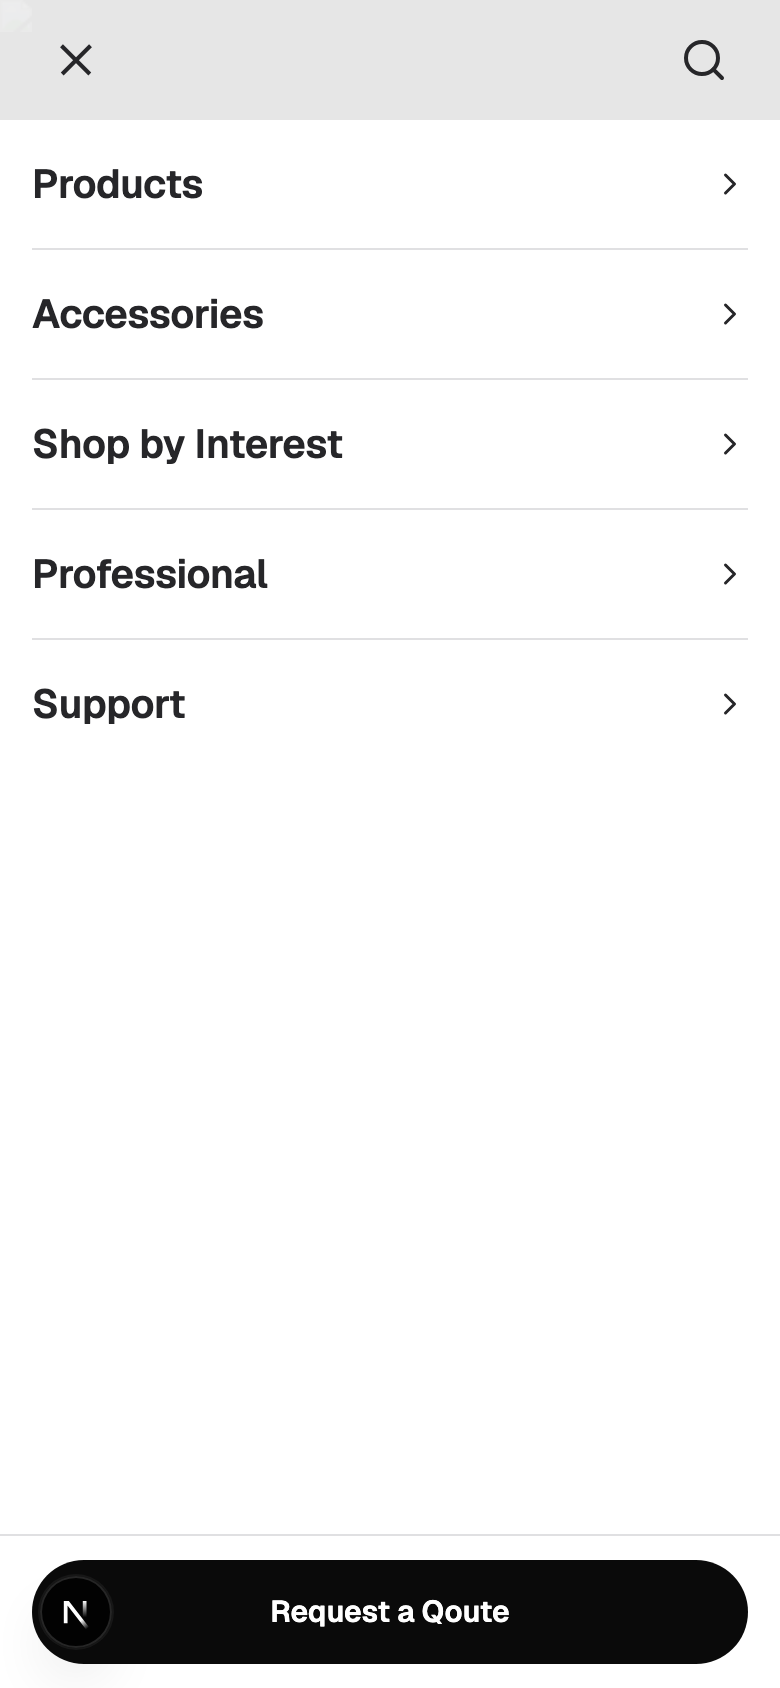 Products
Accessories
Shop by Interest
Professional
Support
N
Request a Qoute